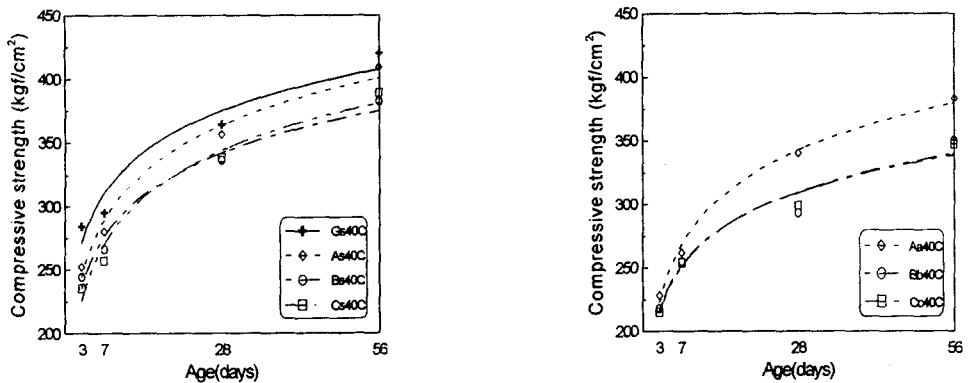 Compressive strength (kgf/cm²)
450
400
350
300
250
200
3 7 28 56
Age(days)
Gs40C
As40C
Bs40C
Cs40C
Compressive strength (kgf/cm²)
450
400
350
300
250
200
3 7 28 56
Age(days)
Aa40C
Bb40C
Cc40C